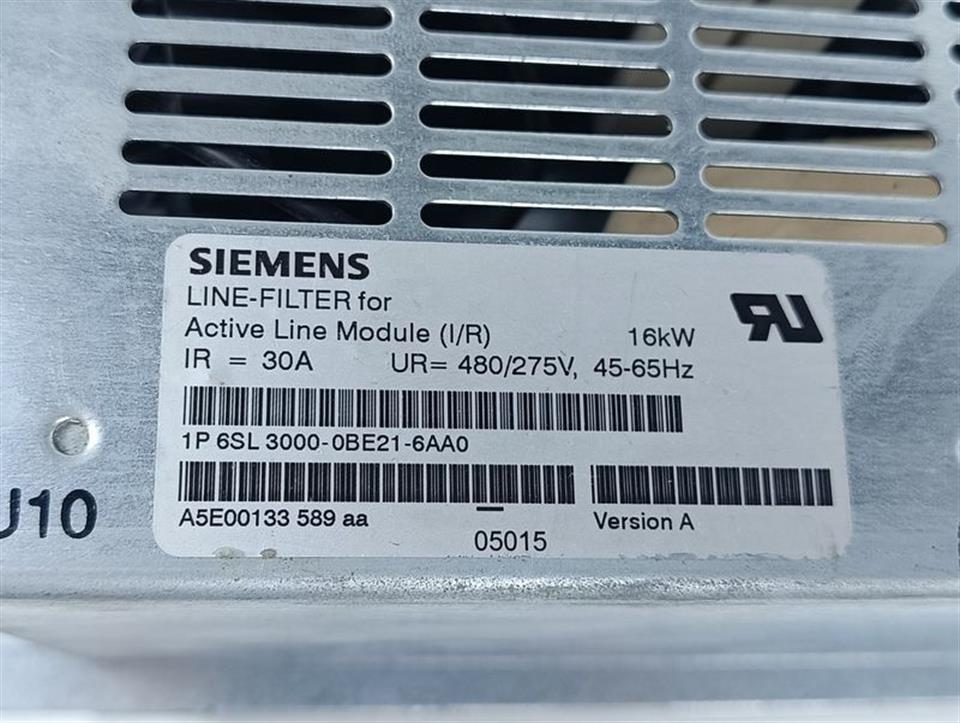 SIEMENS
LINE-FILTER for
Active Line Module (I/R) 16kW
IR = 30A UR= 480/275V, 45-65Hz
1P 6SL 3000-0BE21-6AA0
A5E00133 589 aa
05015
Version A
U10